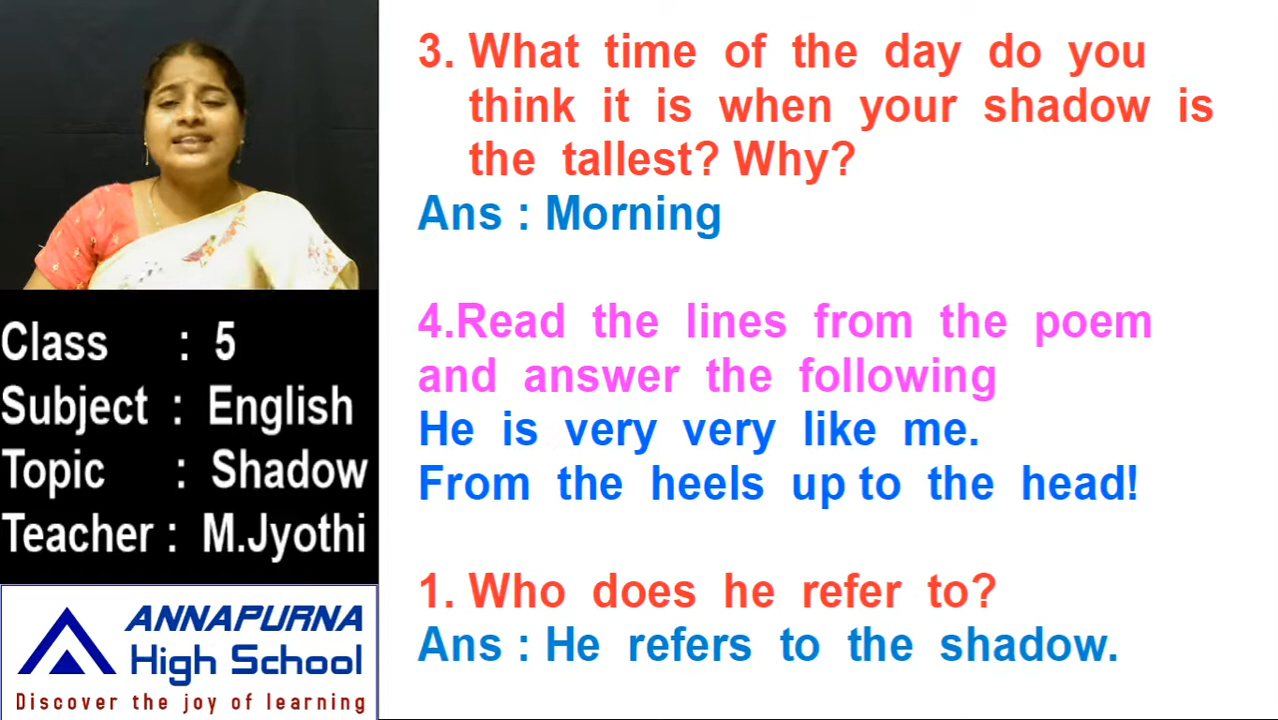 3. What time of the day do you
think it is when your shadow is
the tallest? Why?
Ans : Morning
4.Read the lines from the poem
and answer the following
He is very very like me.
From the heels up to the head!
1. Who does he refer to?
Ans : He refers to the shadow.
Class : 5
Subject : English
Topic : Shadow
Teacher : M.Jyothi
ANNAPURNA
High School
Discover the joy of learning